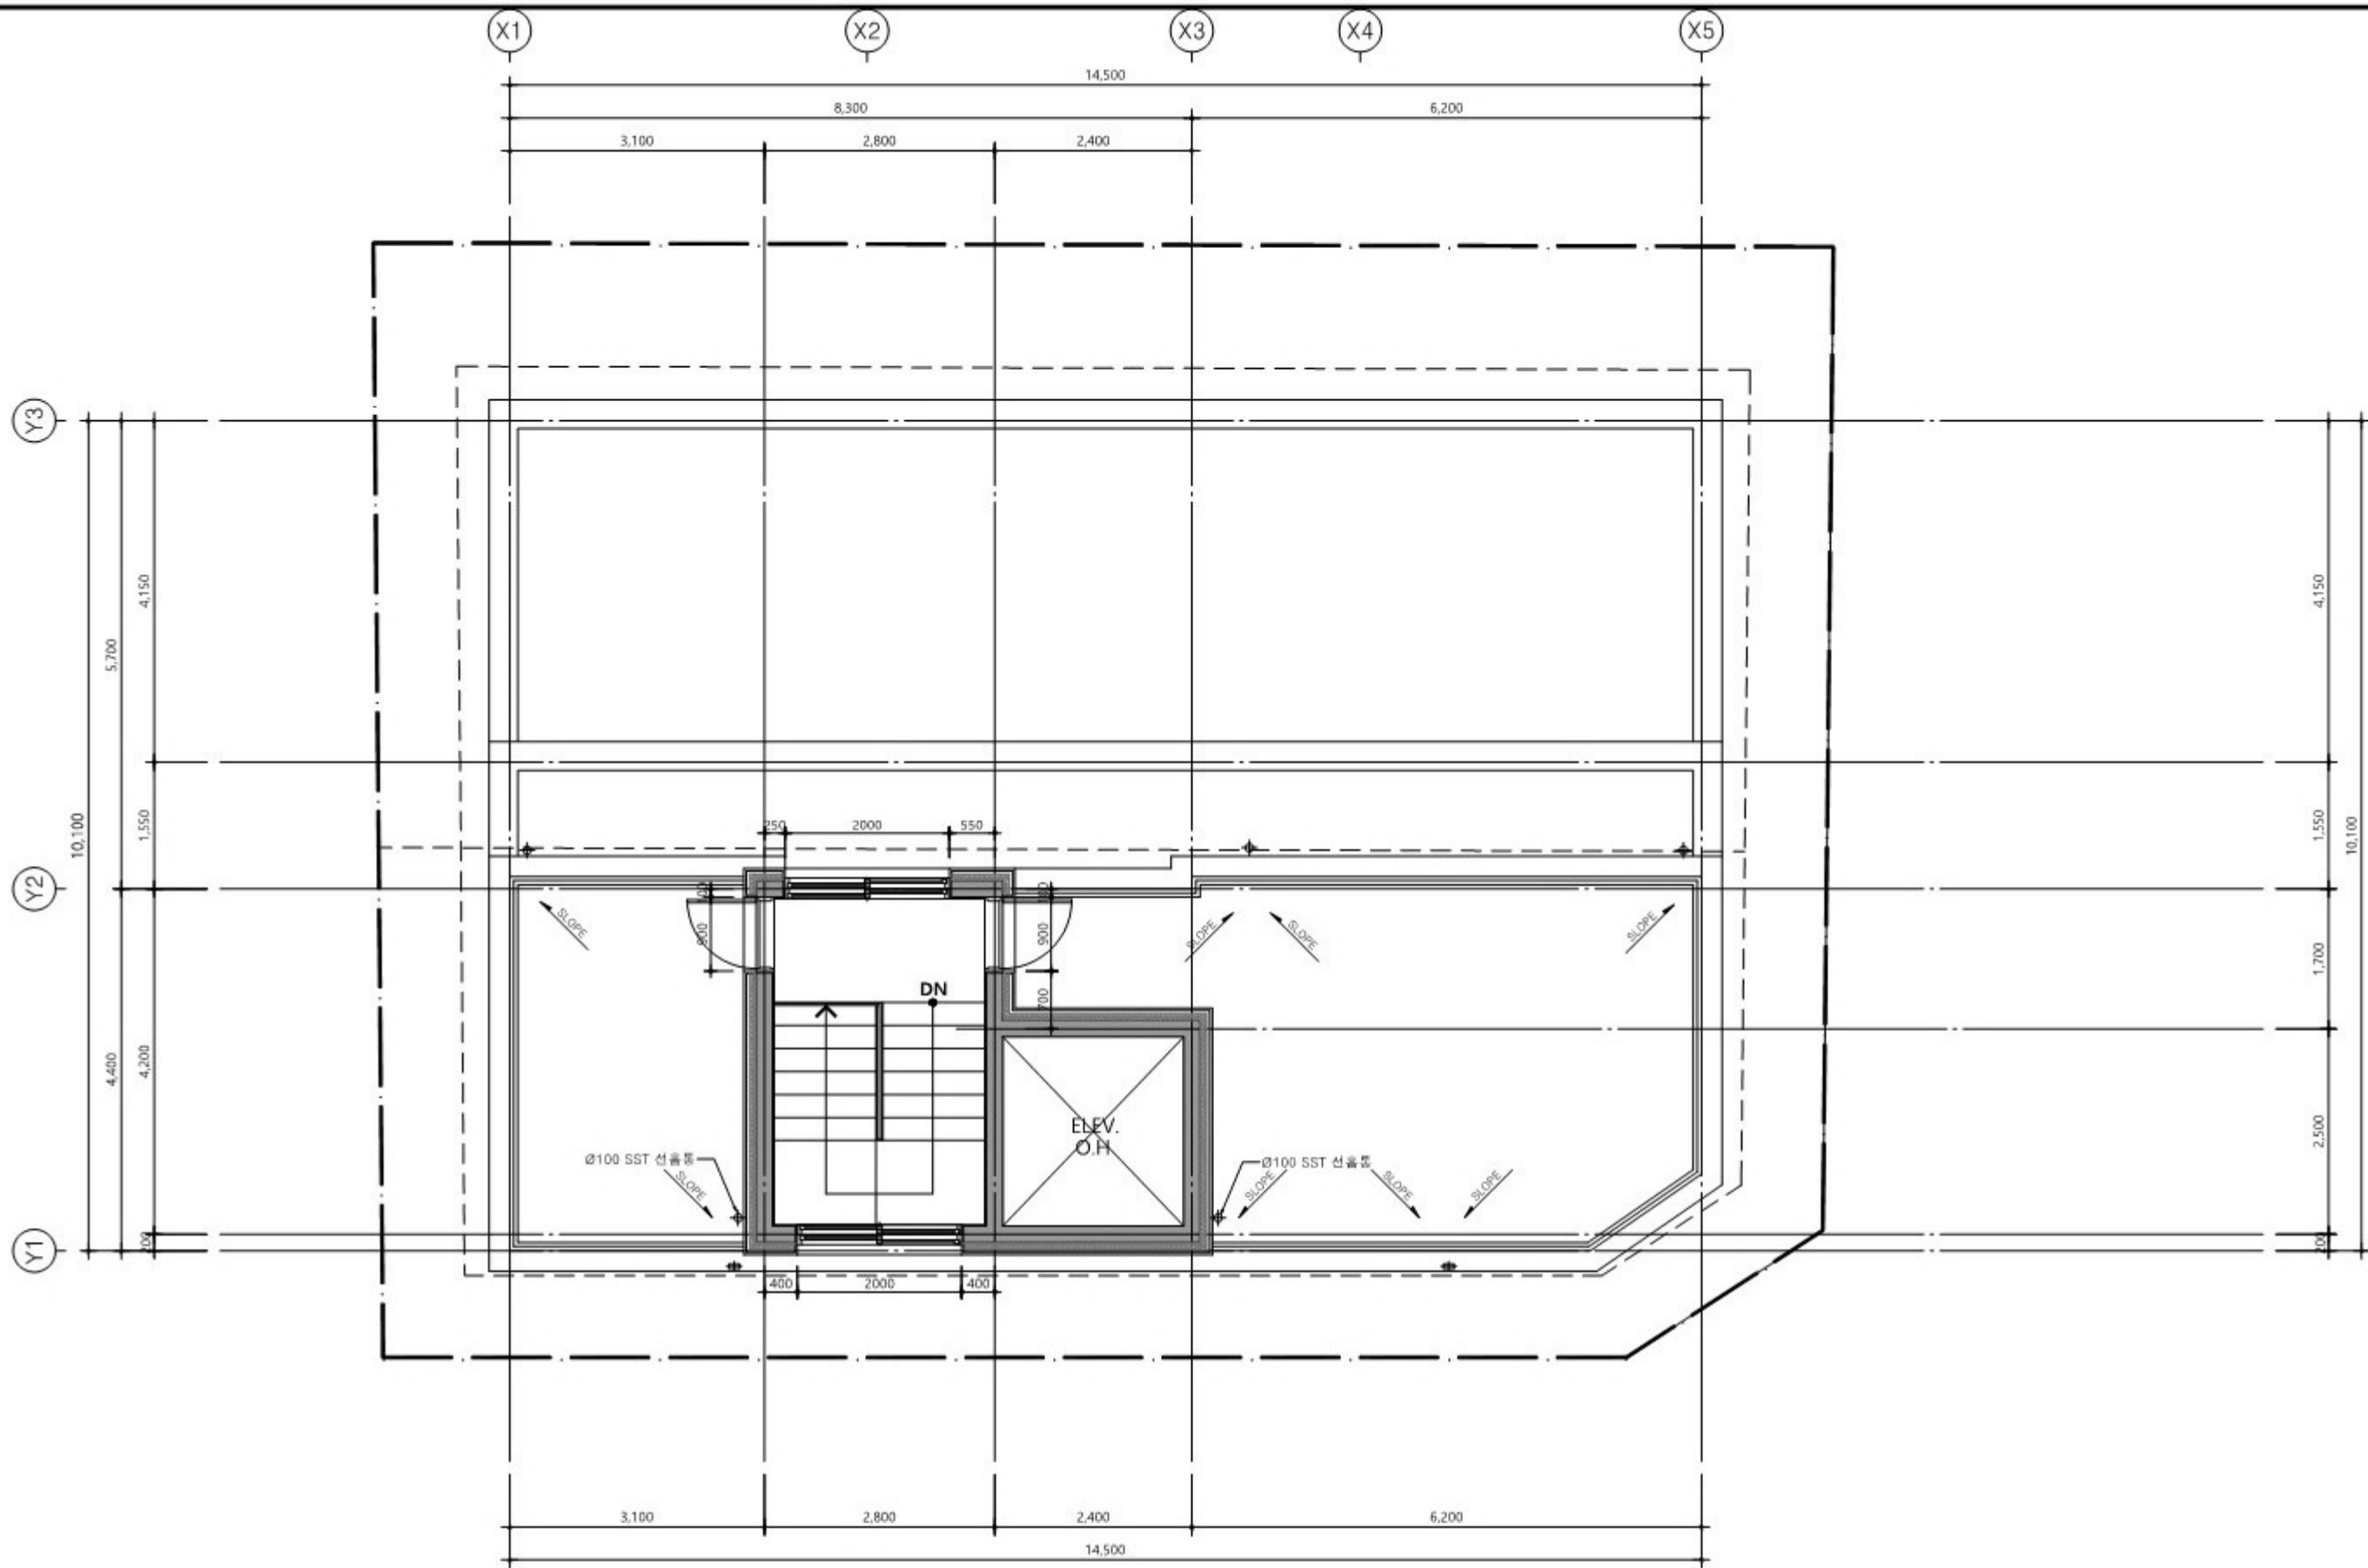 X1 X2 X3 X4 X5
14,500
8,300 6,200
3,100 2,800 2,400
Y3
4,150 4,150
5,700
10,100 1,550 1,550 10,100
250 2000 550
Y2
100 100
SLOPE SLOPE SLOPE SLOPE
900 900
1,700
DN
700
4,400 4,200
ELEV.
O.H
2,500
Ø100 SST 선홈통 Ø100 SST 선홈통
SLOPE SLOPE SLOPE SLOPE
Y1
200 200
400 2000 400
3,100 2,800 2,400 6,200
14,500